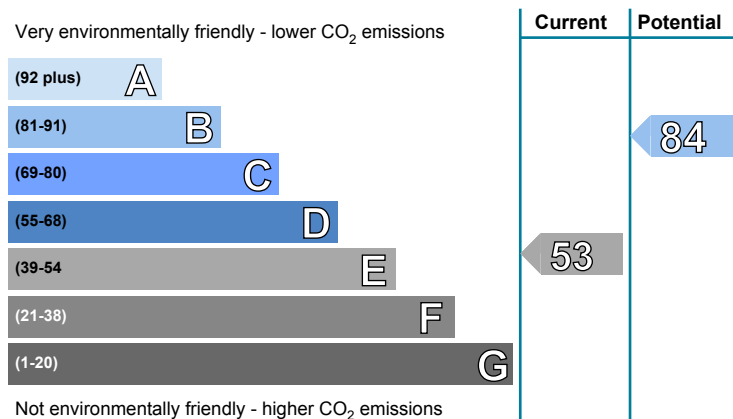 Current Potential
Very environmentally friendly - lower CO2 emissions
(92 plus) A
(81-91) B
84
(69-80) C
(55-68) D
(39-54 E
53
(21-38) F
(1-20) G
Not environmentally friendly - higher CO2 emissions